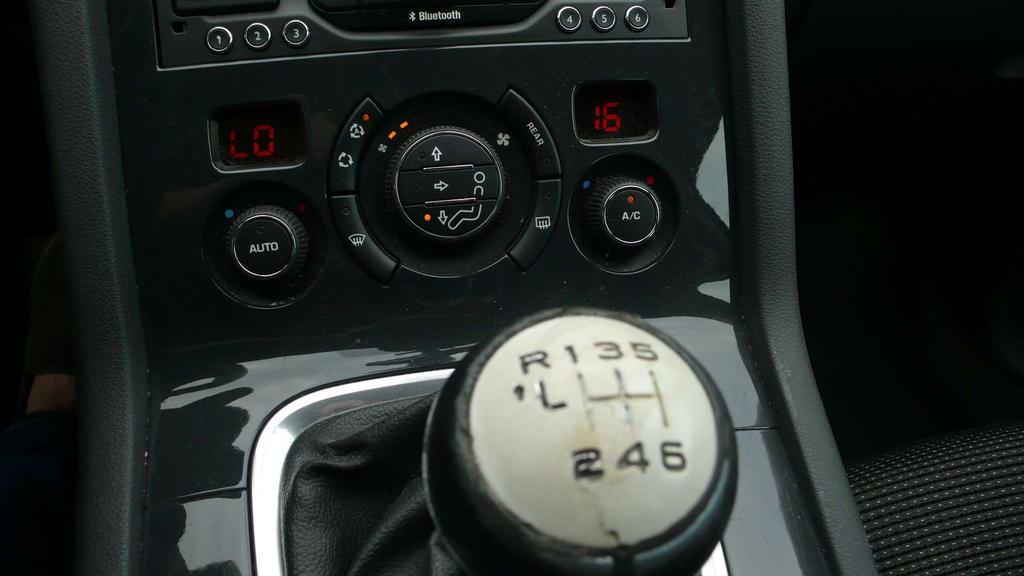 Bluetooth
1 2 3
4 5 6
LO
16
REAR
AUTO
A/C
R 1 3 5
2 4 6